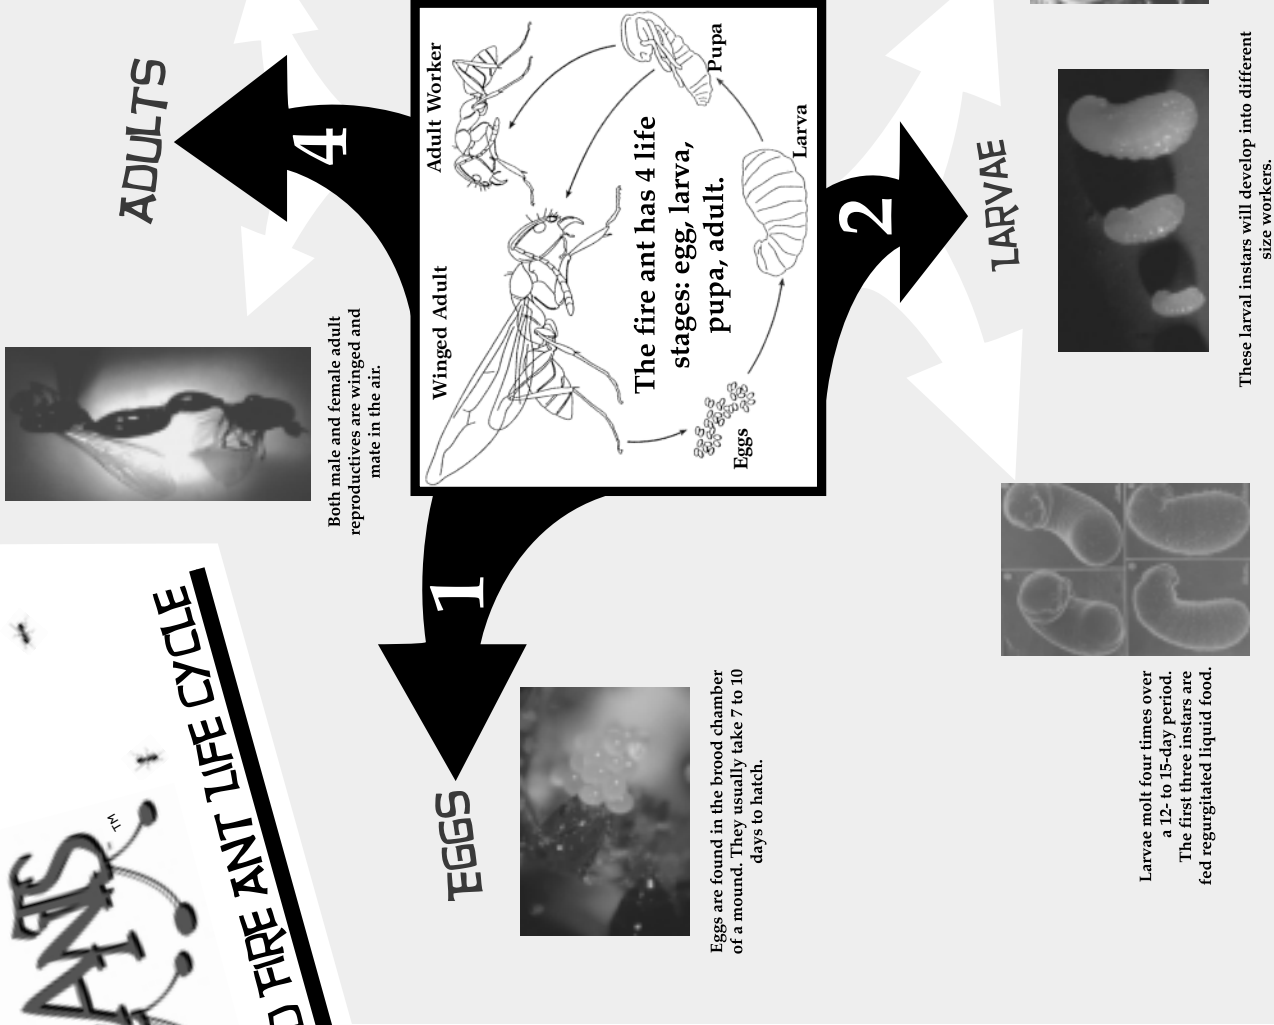 ANTS
TM
D FIRE ANT LIFE CYCLE
EGGS
1
Eggs are found in the brood chamber
of a mound. They usually take 7 to 10
days to hatch.
ADULTS
4
Both male and female adult
reproductives are winged and
mate in the air.
Winged Adult
Adult Worker
The fire ant has 4 life
stages: egg, larva,
pupa, adult.
Eggs
Larva
Pupa
2
LARVAE
Larvae molt four times over
a 12- to 15-day period.
The first three instars are
fed regurgitated liquid food.
These larval instars will develop into different
size workers.